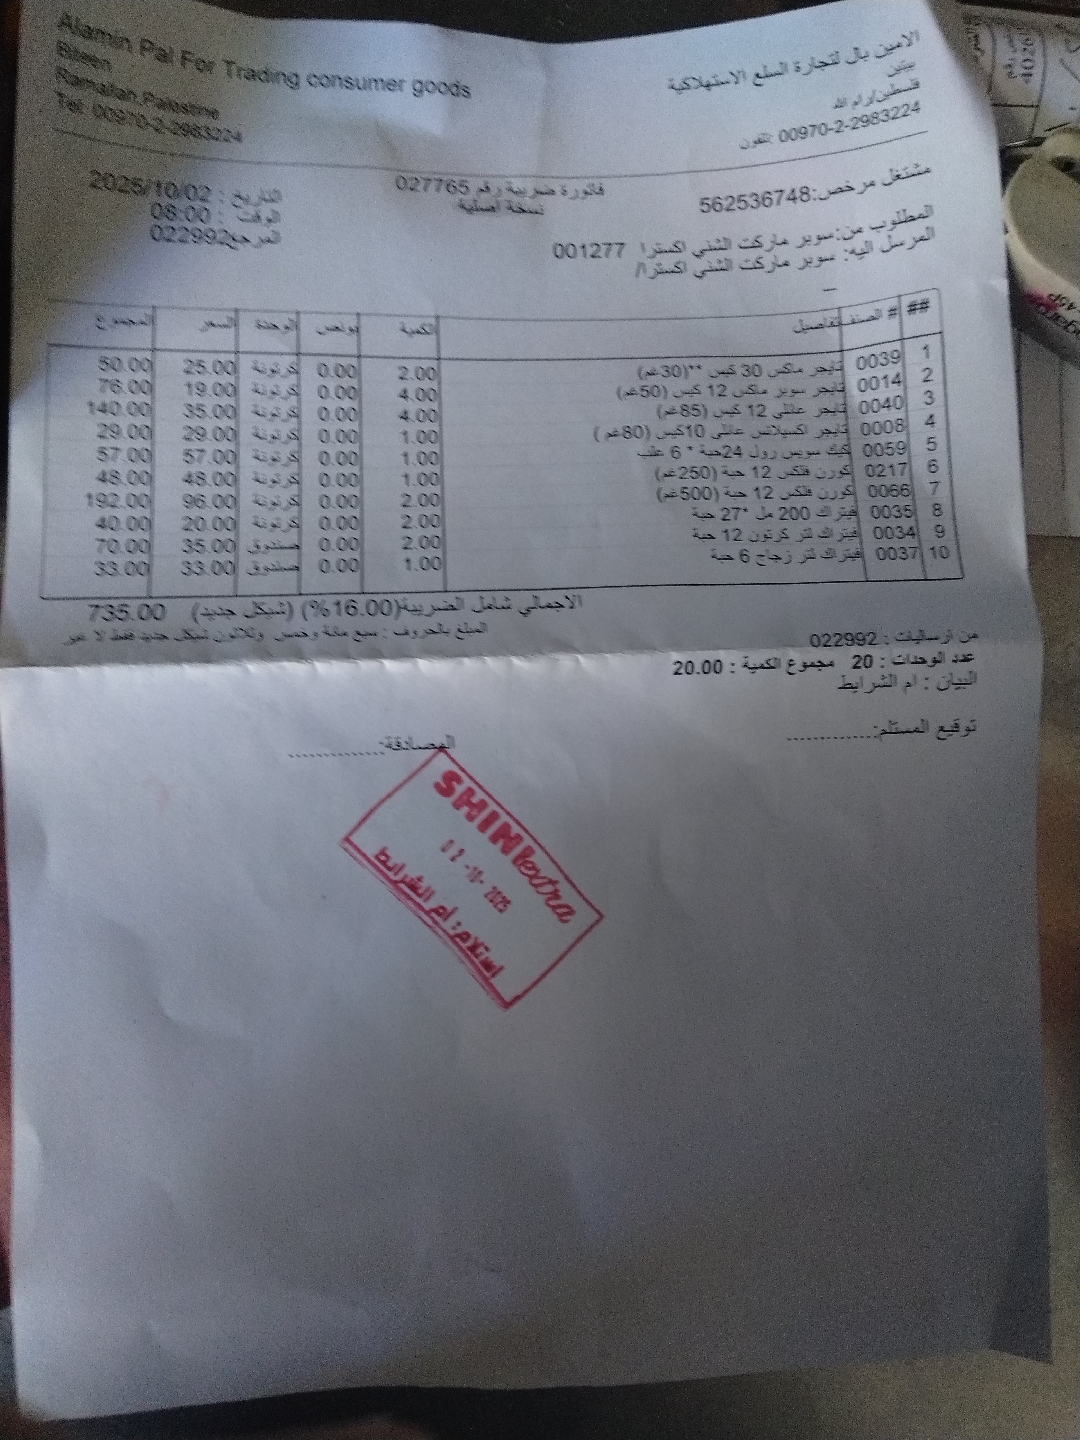 Alamin Pal For Trading consumer goods
Biteen
Ramallah,Palestine
Tel: 00970-2-2983224
الامين بال لتجارة السلع الاستهلاكية
بيتين
فلسطين/رام الله
تلفون: 00970-2-2983224
مشتغل مرخص:562536748
فاتورة ضريبية رقم 027765
نسخة اصلية
التاريخ : 2025/10/02
الوقت : 08:00
المرجع022992
المطلوب من:سوبر ماركت الشني اكسترا 001277
المرسل اليه: سوبر ماركت الشني اكسترا/
## # الصنف تفاصيل الكمية بونص الوحدة السعر المجموع
1 0039 تايجر ماكس 30 كيس **(30غم) 2.00 0.00 كرتونة 25.00 50.00
2 0014 تايجر سوبر ماكس 12 كيس (50غم) 4.00 0.00 كرتونة 19.00 76.00
3 0040 تايجر عائلي 12 كيس (85غم) 4.00 0.00 كرتونة 35.00 140.00
4 0008 تايجر اكسيلانس عائلي 10كيس (80غم ) 1.00 0.00 كرتونة 29.00 29.00
5 0059 كيك سويس رول 24حبة * 6 علب 1.00 0.00 كرتونة 57.00 57.00
6 0217 كورن فلكس 12 حبة (250غم) 1.00 0.00 كرتونة 48.00 48.00
7 0066 كورن فلكس 12 حبة (500غم) 2.00 0.00 كرتونة 96.00 192.00
8 0035 فيتراك 200 مل *27 حبة 2.00 0.00 كرتونة 20.00 40.00
9 0034 فيتراك لتر كرتون 12 حبة 2.00 0.00 صندوق 35.00 70.00
10 0037 فيتراك لتر زجاج 6 حبة 1.00 0.00 صندوق 33.00 33.00
الاجمالي شامل الضريبة(16.00%) (شيكل جديد) 735.00
المبلغ بالحروف : سبع مائة وخمس وثلاثون شيكل جديد فقط لا غير
من ارساليات : 022992
عدد الوحدات : 20 مجموع الكمية : 20.00
البيان : ام الشرايط
توقيع المستلم:..............
المصادقة:..............
SHINI extra
02-10-2025
استلام: ام الشرايط